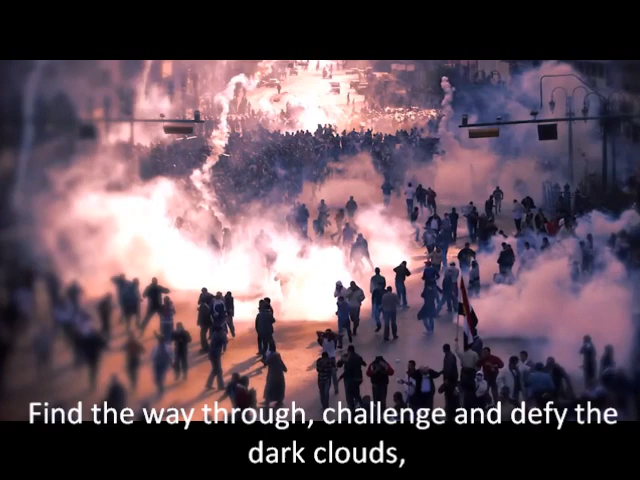 Find the way through, challenge and defy the
dark clouds,